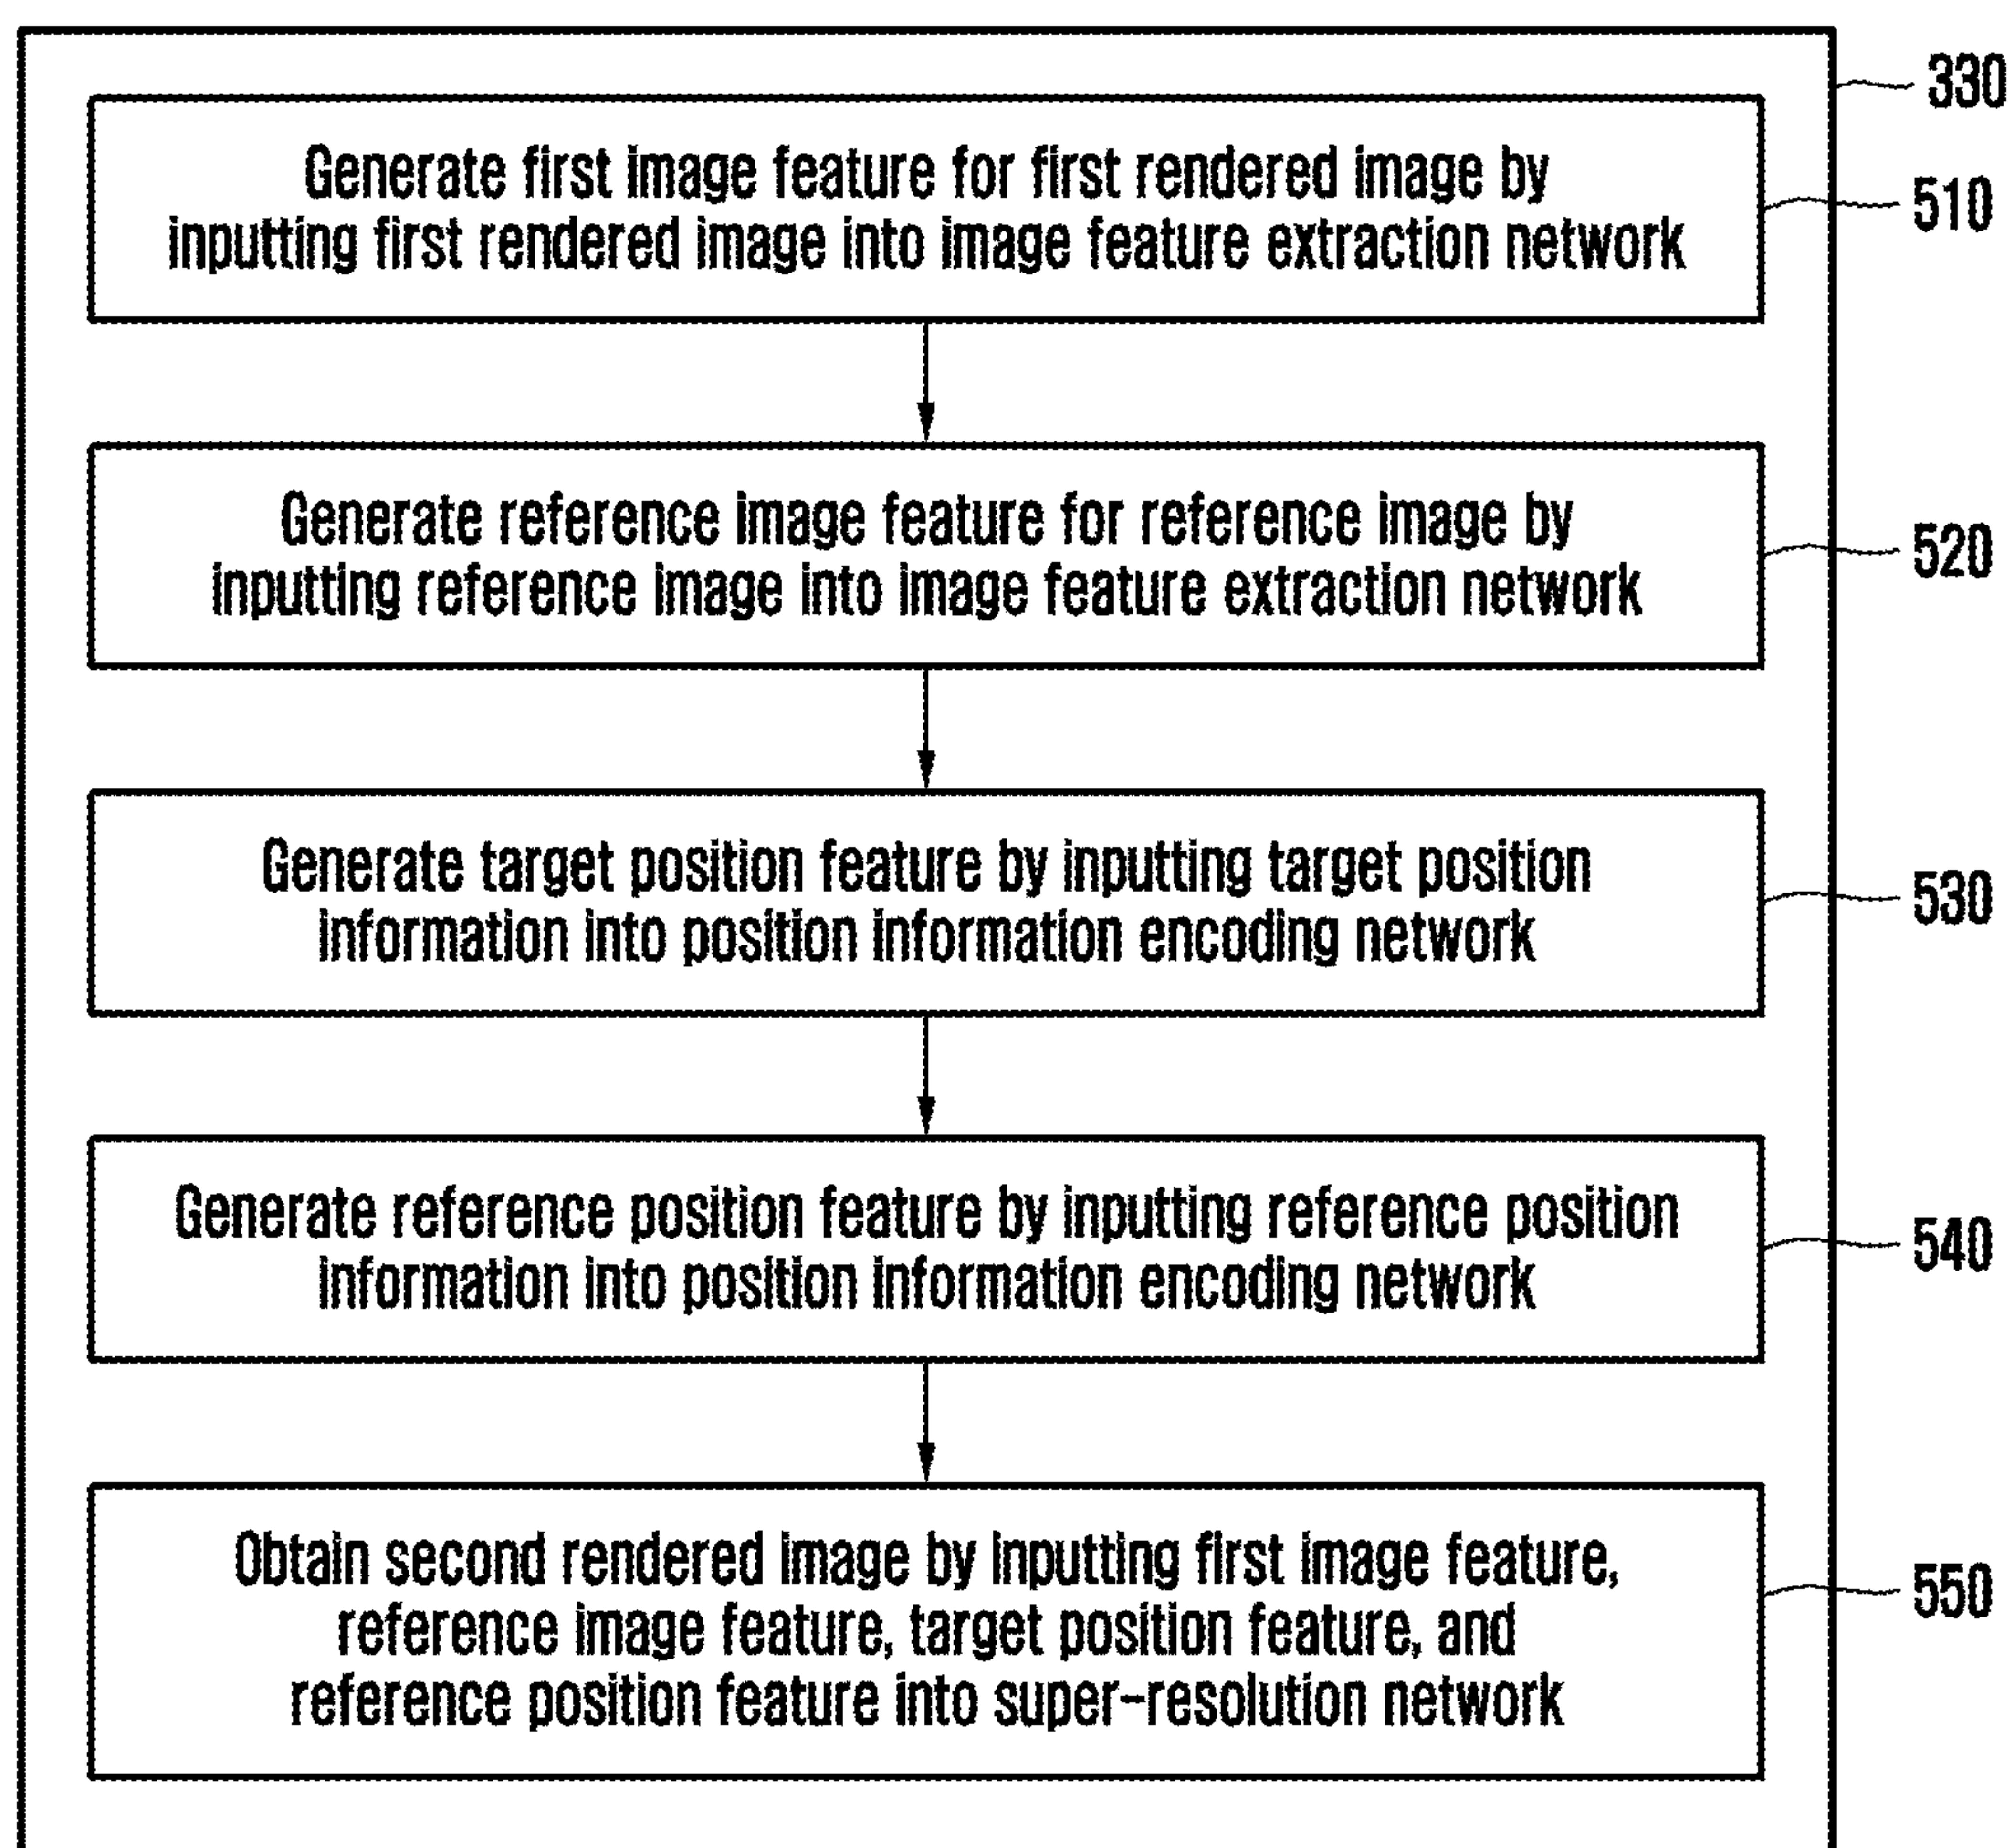 330
Generate first image feature for first rendered image by
inputting first rendered image into image feature extraction network
510
Generate reference image feature for reference image by
inputting reference image into image feature extraction network
520
Generate target position feature by inputting target position
information into position information encoding network
530
Generate reference position feature by inputting reference position
information into position information encoding network
540
Obtain second rendered image by inputting first image feature,
reference image feature, target position feature, and
reference position feature into super-resolution network
550